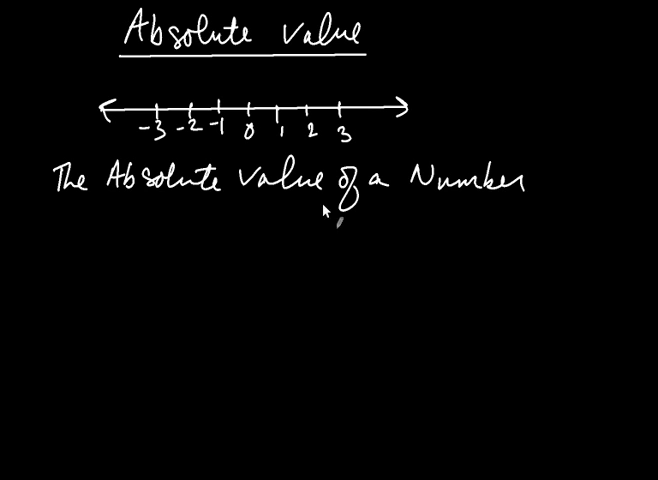 Absolute value
-3 -2 -1 0 1 2 3
The Absolute value of a Number